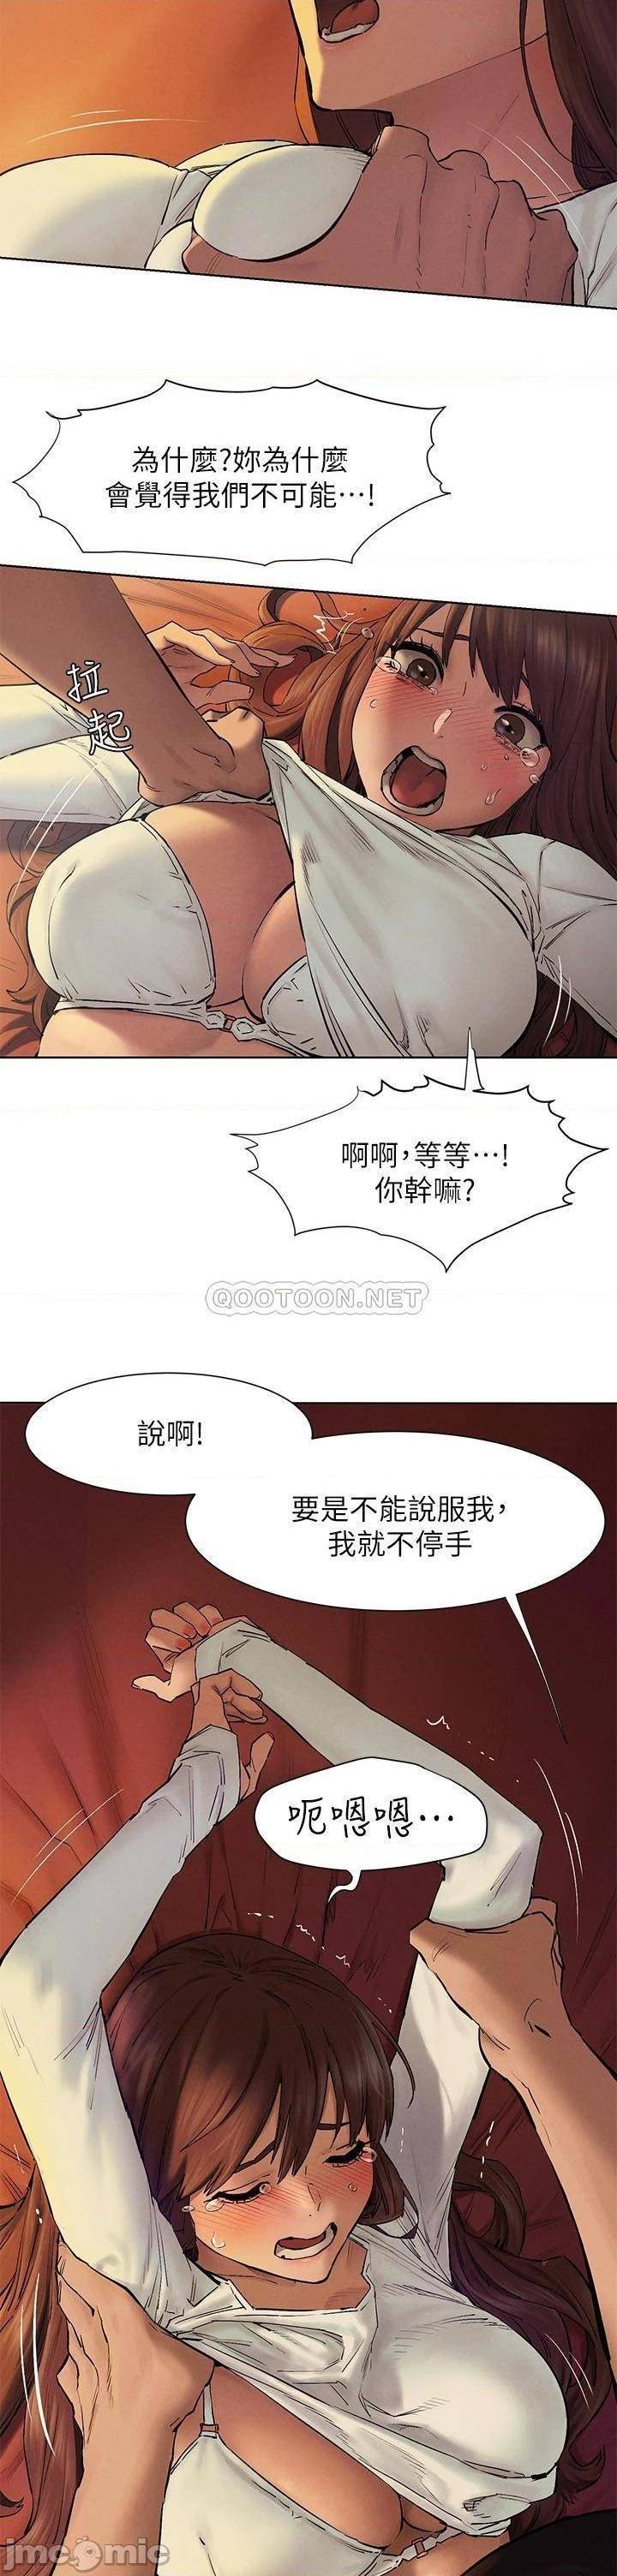 為什麼?妳為什麼
會覺得我們不可能…!
拉起
啊啊,等等…!
你幹嘛?
QOOTOON.NET
說啊!
要是不能說服我,
我就不停手
呃嗯嗯…
jmcomic